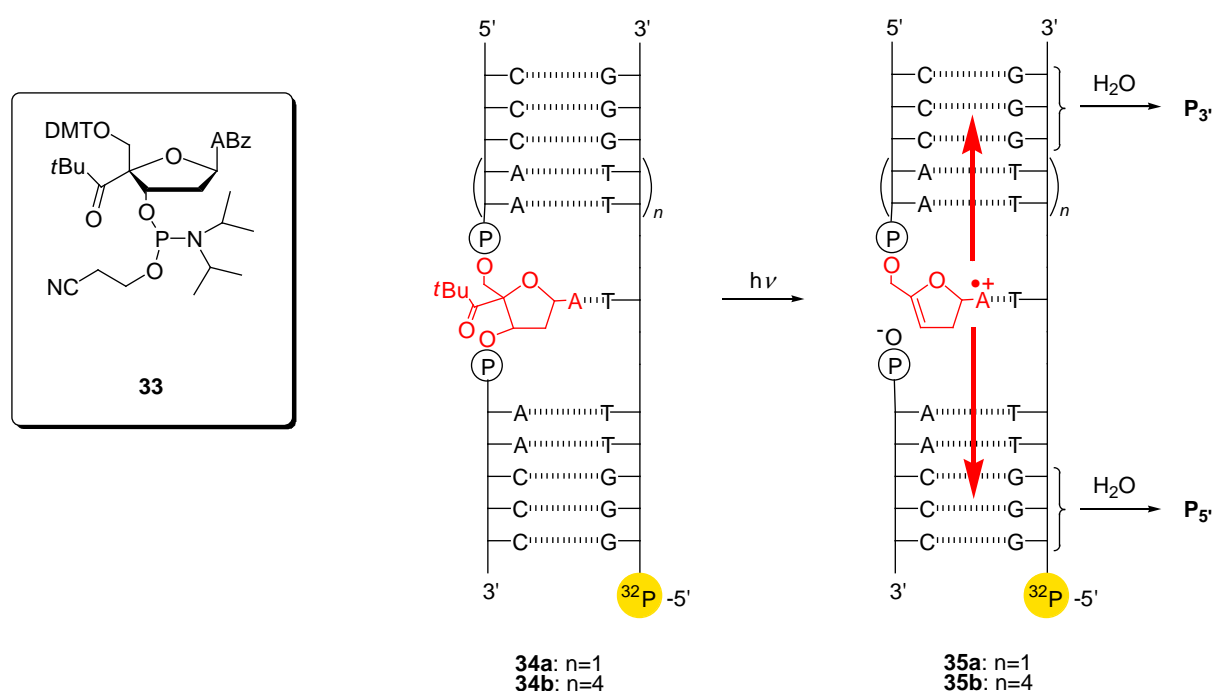 DMTO
ABz
O
tBu
O
O
P
N
O
NC
33
5' 3'
C G
C G
C G
A T
A T
n
P
O
O
tBu
A T
O
O
P
A T
A T
C G
C G
C G
3'
32P -5'
34a: n=1
34b: n=4
hν
5' 3'
C G
C G
C G
H2O
P3'
A T
A T
n
P
O
O
•+
A T
-O
P
A T
A T
C G
C G
C G
H2O
P5'
3'
32P -5'
35a: n=1
35b: n=4